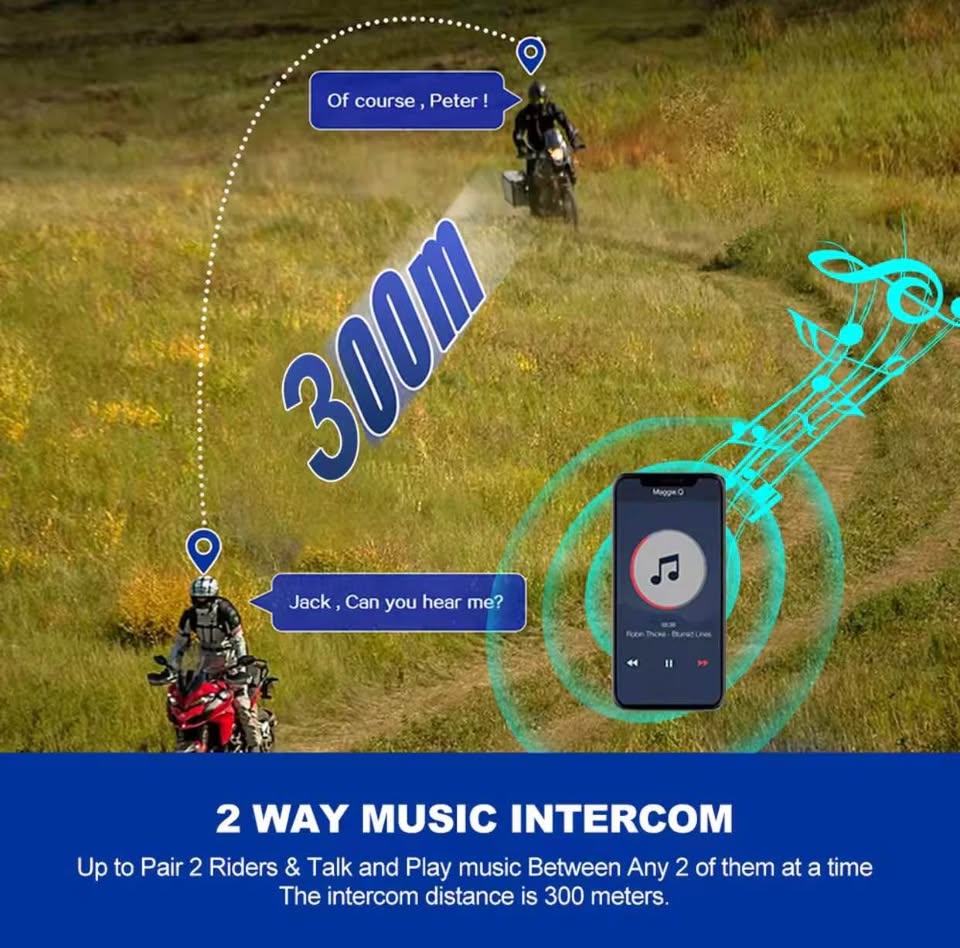 Of course , Peter !
300m
Jack , Can you hear me?
Maggie.Q
Robin Thicke - Blurred Lines
2 WAY MUSIC INTERCOM
Up to Pair 2 Riders & Talk and Play music Between Any 2 of them at a time
The intercom distance is 300 meters.